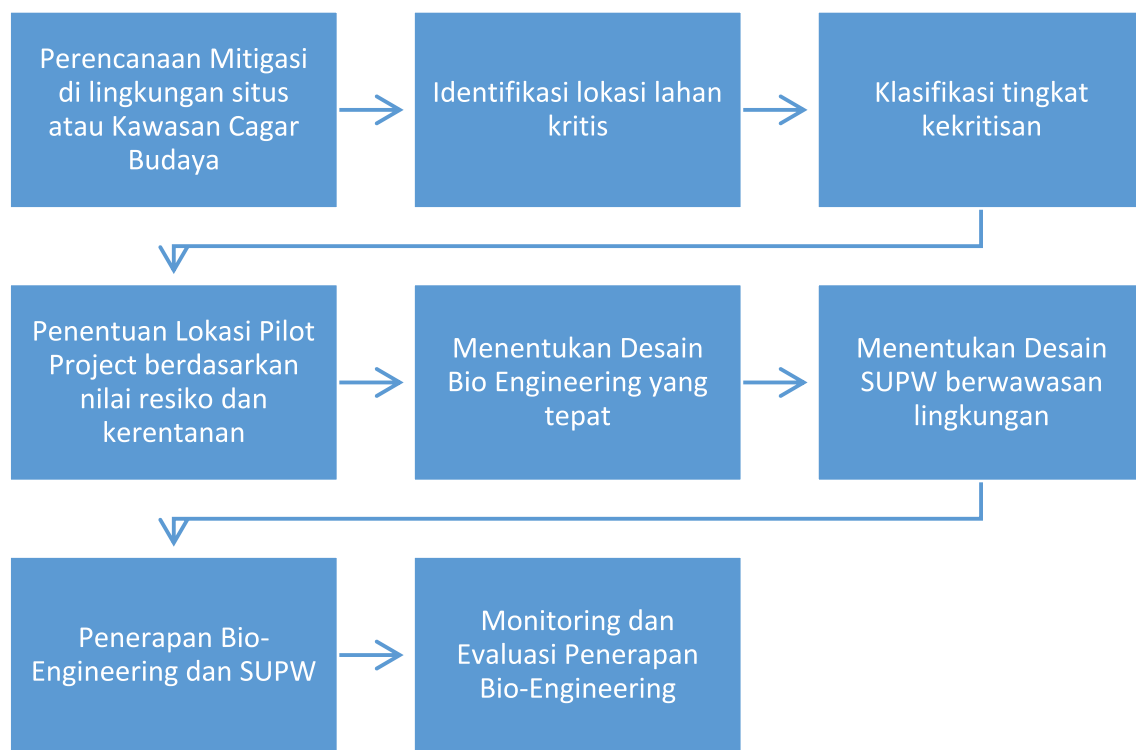 Perencanaan Mitigasi
di lingkungan situs
atau Kawasan Cagar
Budaya
Identifikasi lokasi lahan
kritis
Klasifikasi tingkat
kekritisan
Penentuan Lokasi Pilot
Project berdasarkan
nilai resiko dan
kerentanan
Menentukan Desain
Bio Engineering yang
tepat
Menentukan Desain
SUPW berwawasan
lingkungan
Penerapan Bio-
Engineering dan SUPW
Monitoring dan
Evaluasi Penerapan
Bio-Engineering